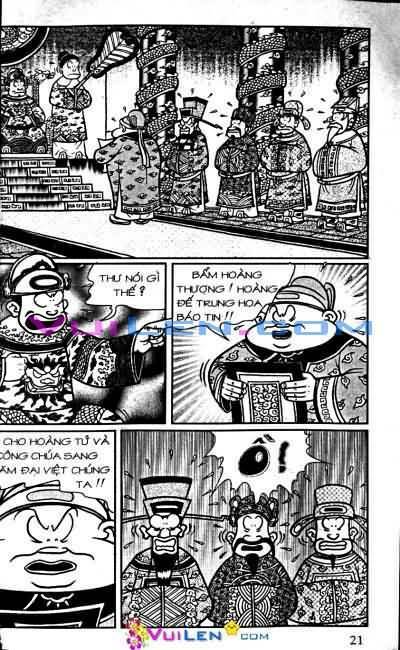 THƯ NÓI GÌ
THẾ?
BẨM HOÀNG
THƯỢNG! HOÀNG
ĐẾ TRUNG HOA
BÁO TIN!!
VUILEN.COM
CHO HOÀNG TỬ VÀ
CÔNG CHÚA SANG
ĐẠI VIỆT CHÚNG
TA!!
Ồ!
VUILEN.COM
21